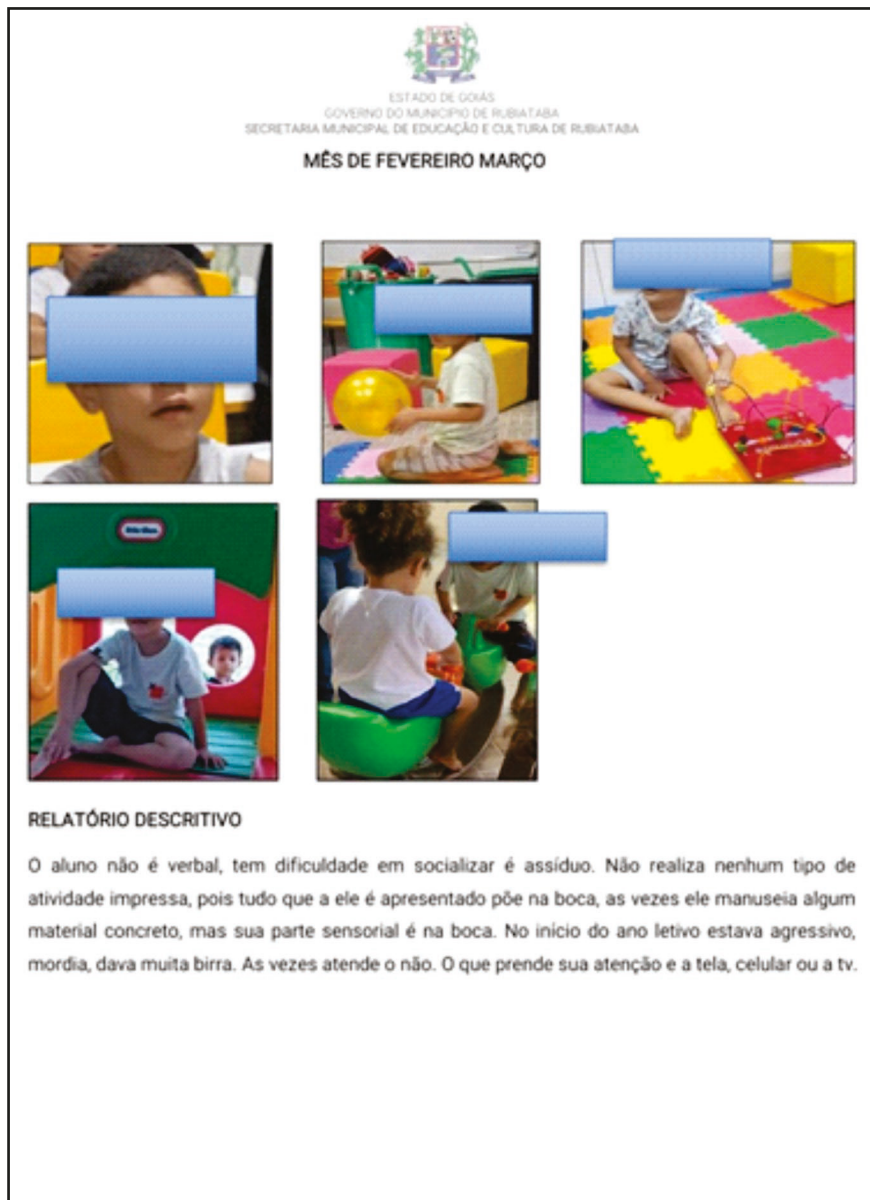 ESTADO DE GOIÁS
GOVERNO DO MUNICIPIO DE RUBIATABA
SECRETARIA MUNICIPAL DE EDUCAÇÃO E CULTURA DE RUBIATABA
MÊS DE FEVEREIRO MARÇO
RELATÓRIO DESCRITIVO
O aluno não é verbal, tem dificuldade em socializar é assíduo. Não realiza nenhum tipo de
atividade impressa, pois tudo que a ele é apresentado põe na boca, as vezes ele manuseia algum
material concreto, mas sua parte sensorial é na boca. No início do ano letivo estava agressivo,
mordia, dava muita birra. As vezes atende o não. O que prende sua atenção e a tela, celular ou a tv.